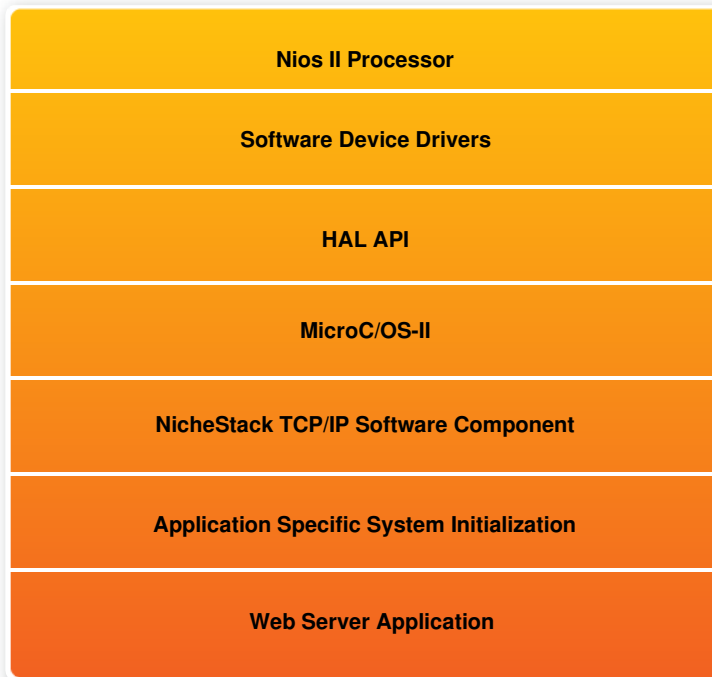 Nios II Processor
Software Device Drivers
HAL API
MicroC/OS-II
NicheStack TCP/IP Software Component
Application Specific System Initialization
Web Server Application